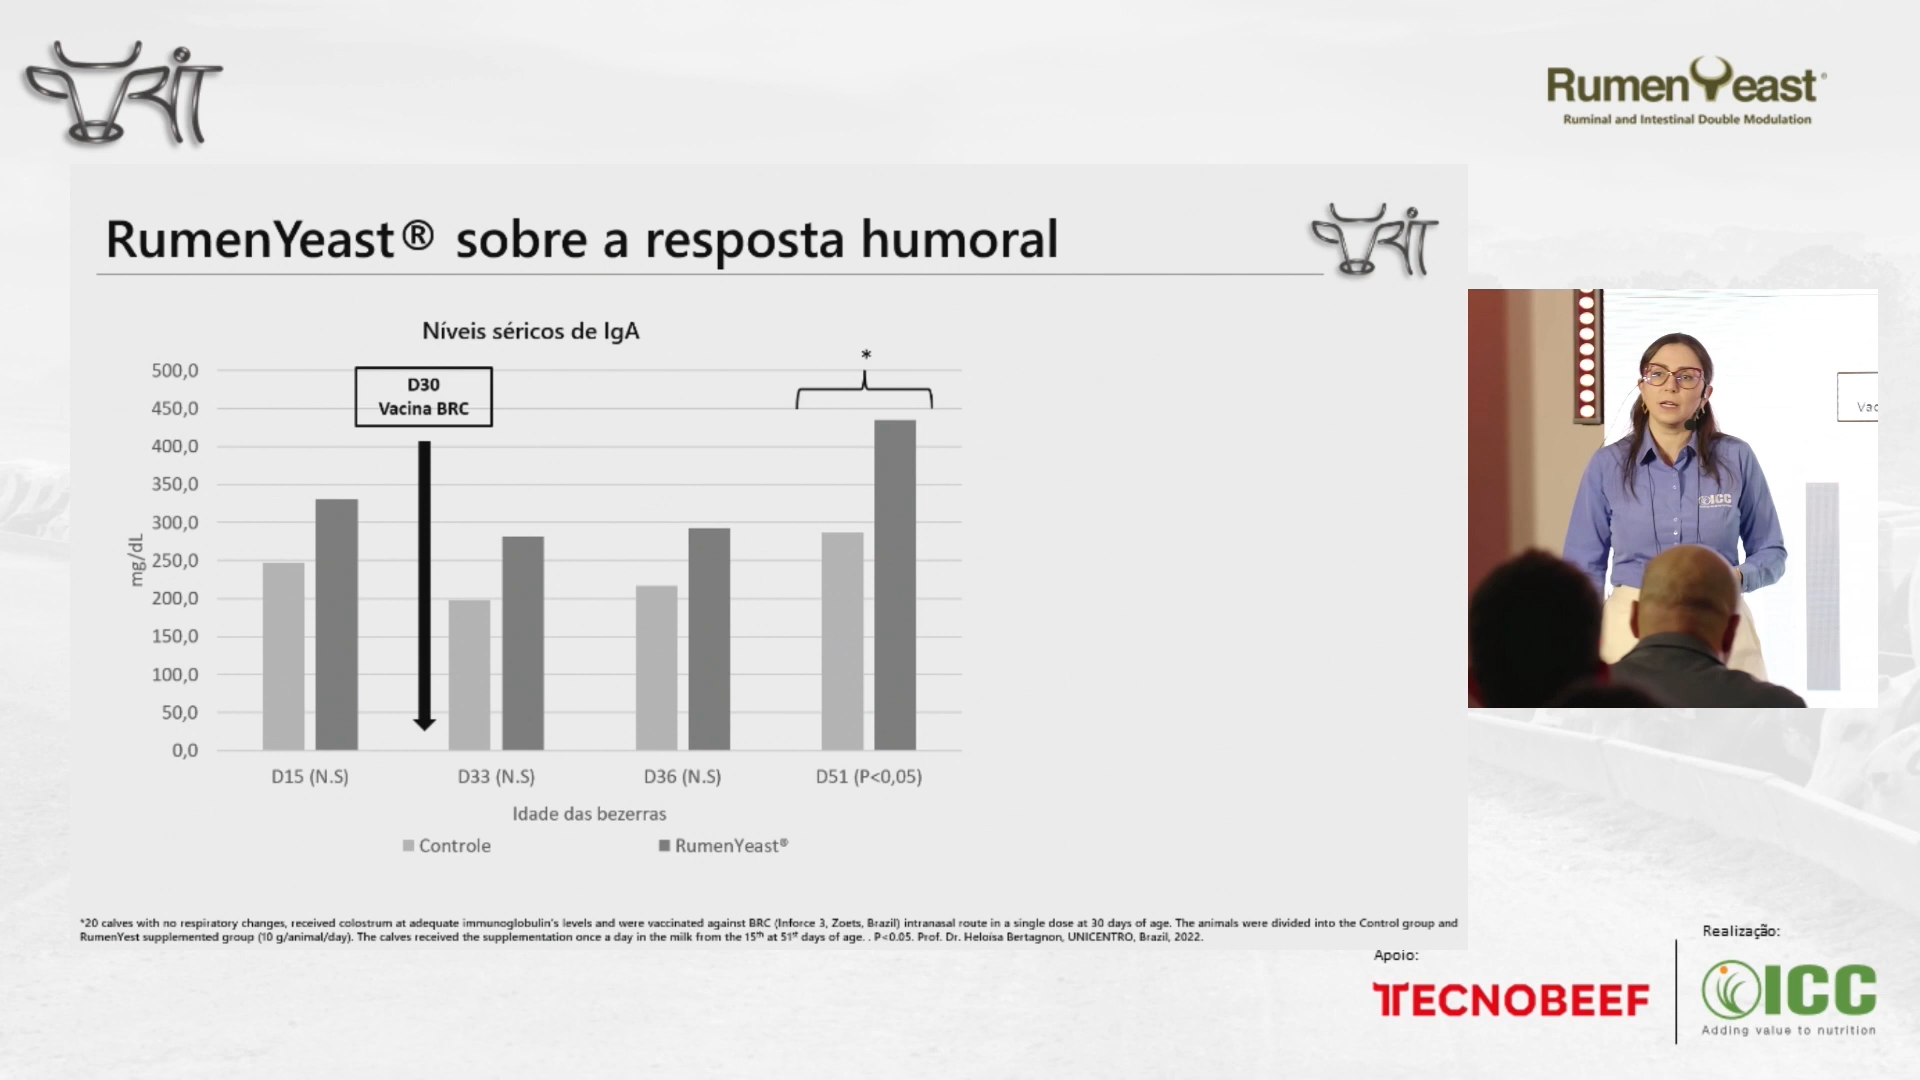 RIT
RumenYeast®
Ruminal and Intestinal Double Modulation
RumenYeast® sobre a resposta humoral
RIT
Níveis séricos de IgA
*
500,0
450,0
400,0
350,0
300,0
250,0
200,0
150,0
100,0
50,0
0,0
mg/dL
D30
Vacina BRC
D15 (N.S)
D33 (N.S)
D36 (N.S)
D51 (P<0,05)
Idade das bezerras
Controle
RumenYeast®
*20 calves with no respiratory changes, received colostrum at adequate immunoglobulin's levels and were vaccinated against BRC (Inforce 3, Zoets, Brazil) intranasal route in a single dose at 30 days of age. The animals were divided into the Control group and
RumenYest supplemented group (10 g/animal/day). The calves received the supplementation once a day in the milk from the 15th at 51st days of age. . P<0.05. Prof. Dr. Heloísa Bertagnon, UNICENTRO, Brazil, 2022.
Vac
ICC
Apoio:
TECNOBEEF
Realização:
ICC
Adding value to nutrition